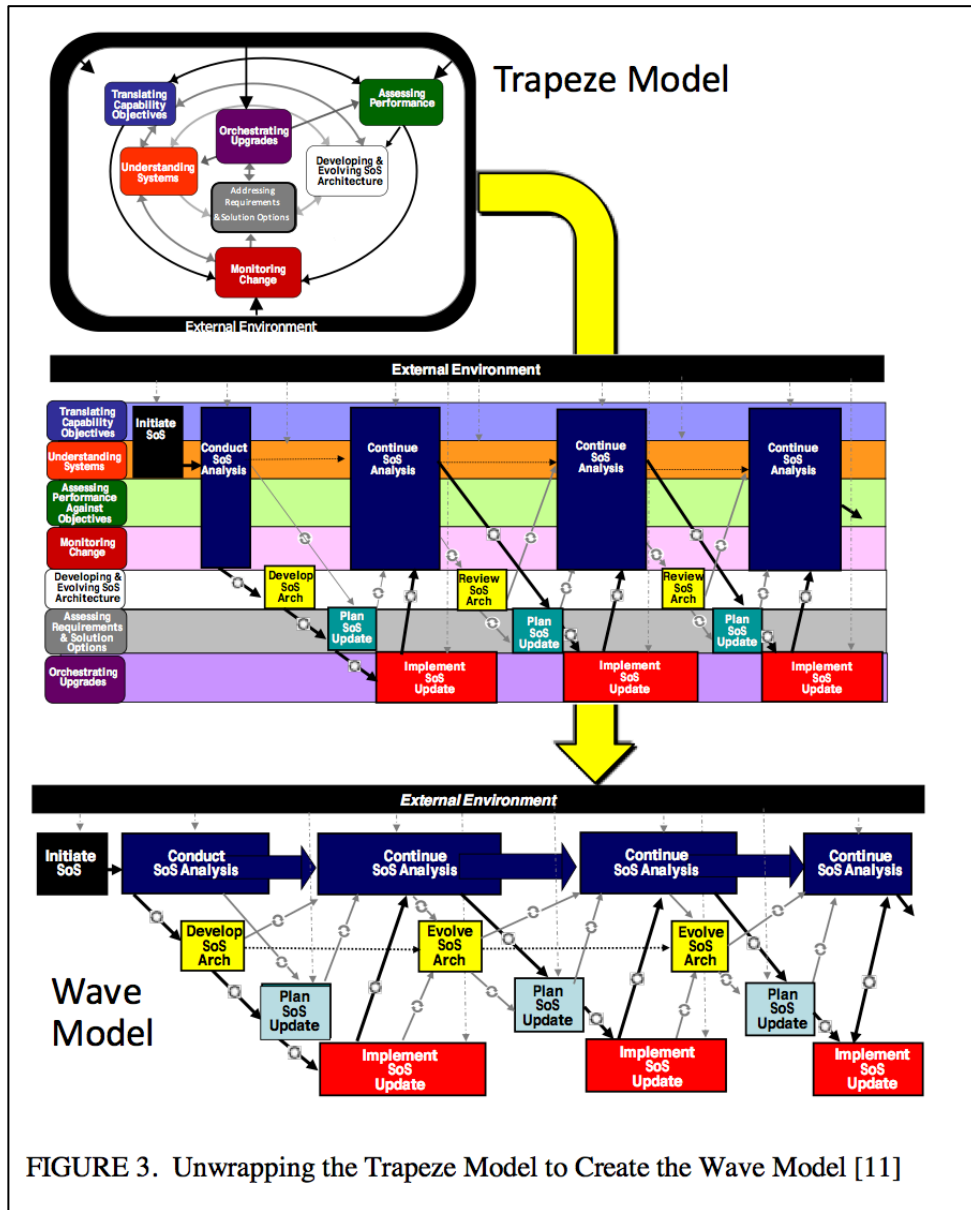 Trapeze Model
Translating
Capability
Objectives
Assessing
Performance
Orchestrating
Upgrades
Understanding
Systems
Developing &
Evolving SoS
Architecture
Addressing
Requirements
& Solution Options
Monitoring
Change
External Environment
External Environment
Translating
Capability
Objectives
Initiate
SoS
Conduct
SoS
Analysis
Continue
SoS
Analysis
Continue
SoS
Analysis
Continue
SoS
Analysis
Understanding
Systems
Assessing
Performance
Against
Objectives
Monitoring
Change
Developing &
Evolving SoS
Architecture
Develop
SoS
Arch
Review
SoS
Arch
Review
SoS
Arch
Assessing
Requirements
& Solution
Options
Plan
SoS
Update
Plan
SoS
Update
Plan
SoS
Update
Orchestrating
Upgrades
Implement
SoS
Update
Implement
SoS
Update
Implement
SoS
Update
External Environment
Initiate
SoS
Conduct
SoS Analysis
Continue
SoS Analysis
Continue
SoS Analysis
Continue
SoS Analysis
Develop
SoS
Arch
Evolve
SoS
Arch
Evolve
SoS
Arch
Wave
Model
Plan
SoS
Update
Plan
SoS
Update
Plan
SoS
Update
Implement
SoS
Update
Implement
SoS
Update
Implement
SoS
Update
FIGURE 3. Unwrapping the Trapeze Model to Create the Wave Model [11]